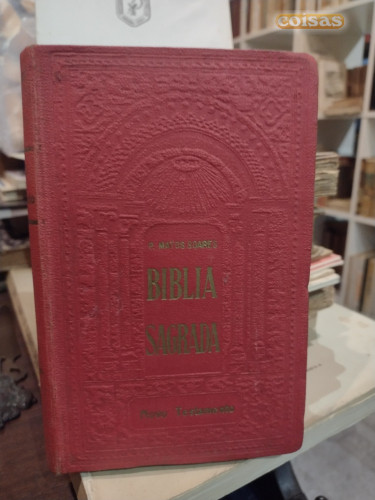 coisas
P. MATOS SOARES
BIBLIA
SAGRADA